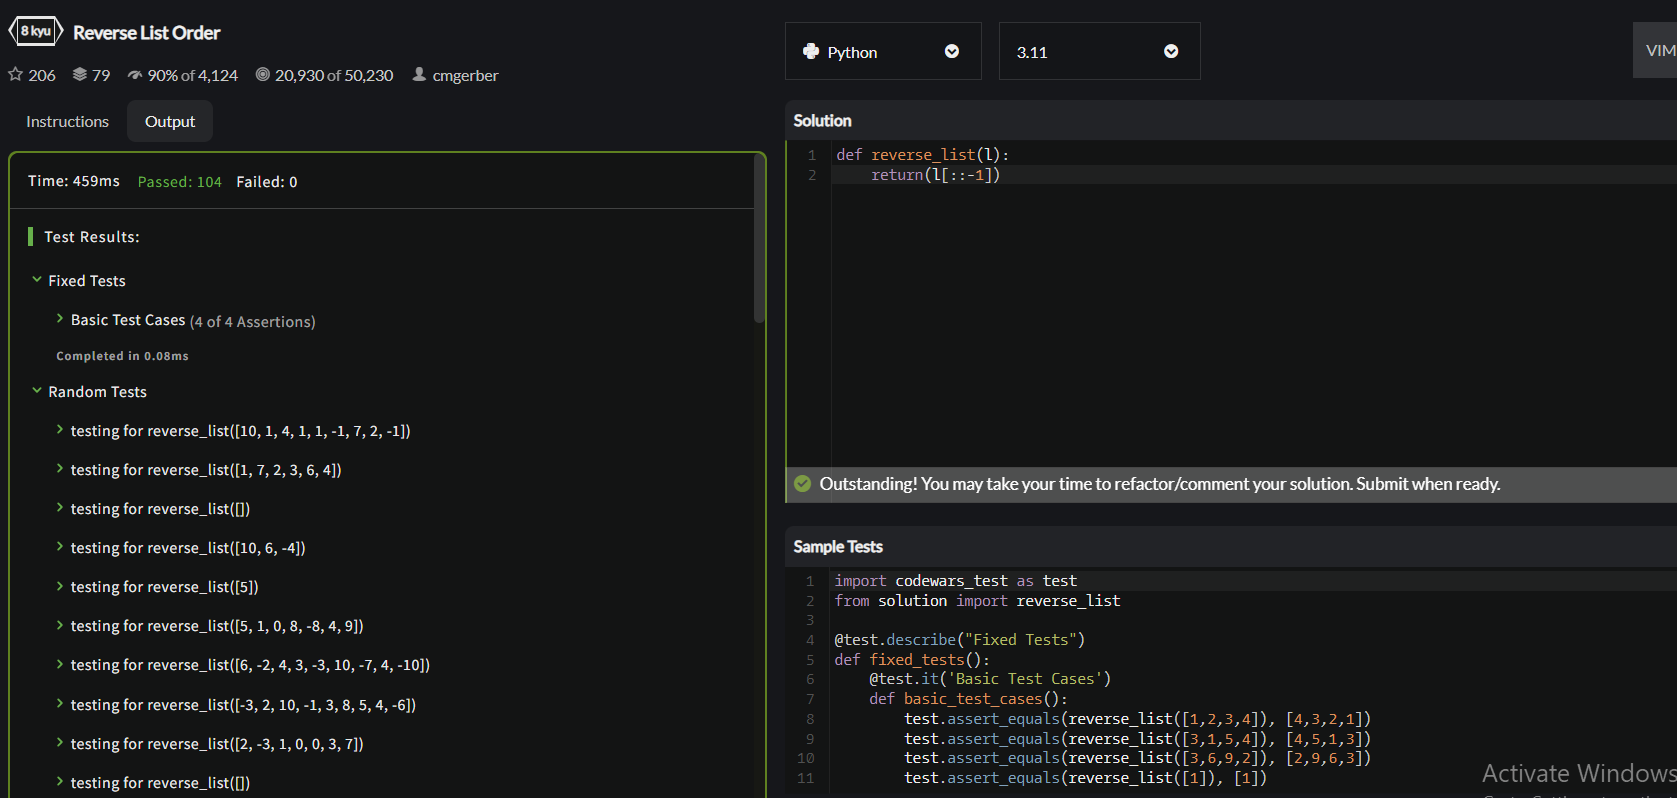 8 kyu Reverse List Order
206 79 90% of 4,124 20,930 of 50,230 cmgerber
Instructions Output
Time: 459ms Passed: 104 Failed: 0
Test Results:
Fixed Tests
Basic Test Cases (4 of 4 Assertions)
Completed in 0.08ms
Random Tests
testing for reverse_list([10, 1, 4, 1, 1, -1, 7, 2, -1])
testing for reverse_list([1, 7, 2, 3, 6, 4])
testing for reverse_list([])
testing for reverse_list([10, 6, -4])
testing for reverse_list([5])
testing for reverse_list([5, 1, 0, 8, -8, 4, 9])
testing for reverse_list([6, -2, 4, 3, -3, 10, -7, 4, -10])
testing for reverse_list([-3, 2, 10, -1, 3, 8, 5, 4, -6])
testing for reverse_list([2, -3, 1, 0, 0, 3, 7])
testing for reverse_list([])
Python 3.11 VIM
Solution
1 def reverse_list(l):
2     return(l[::-1])
Outstanding! You may take your time to refactor/comment your solution. Submit when ready.
Sample Tests
1 import codewars_test as test
2 from solution import reverse_list
3
4 @test.describe("Fixed Tests")
5 def fixed_tests():
6     @test.it('Basic Test Cases')
7     def basic_test_cases():
8         test.assert_equals(reverse_list([1,2,3,4]), [4,3,2,1])
9         test.assert_equals(reverse_list([3,1,5,4]), [4,5,1,3])
10         test.assert_equals(reverse_list([3,6,9,2]), [2,9,6,3])
11         test.assert_equals(reverse_list([1]), [1])
Activate Windows